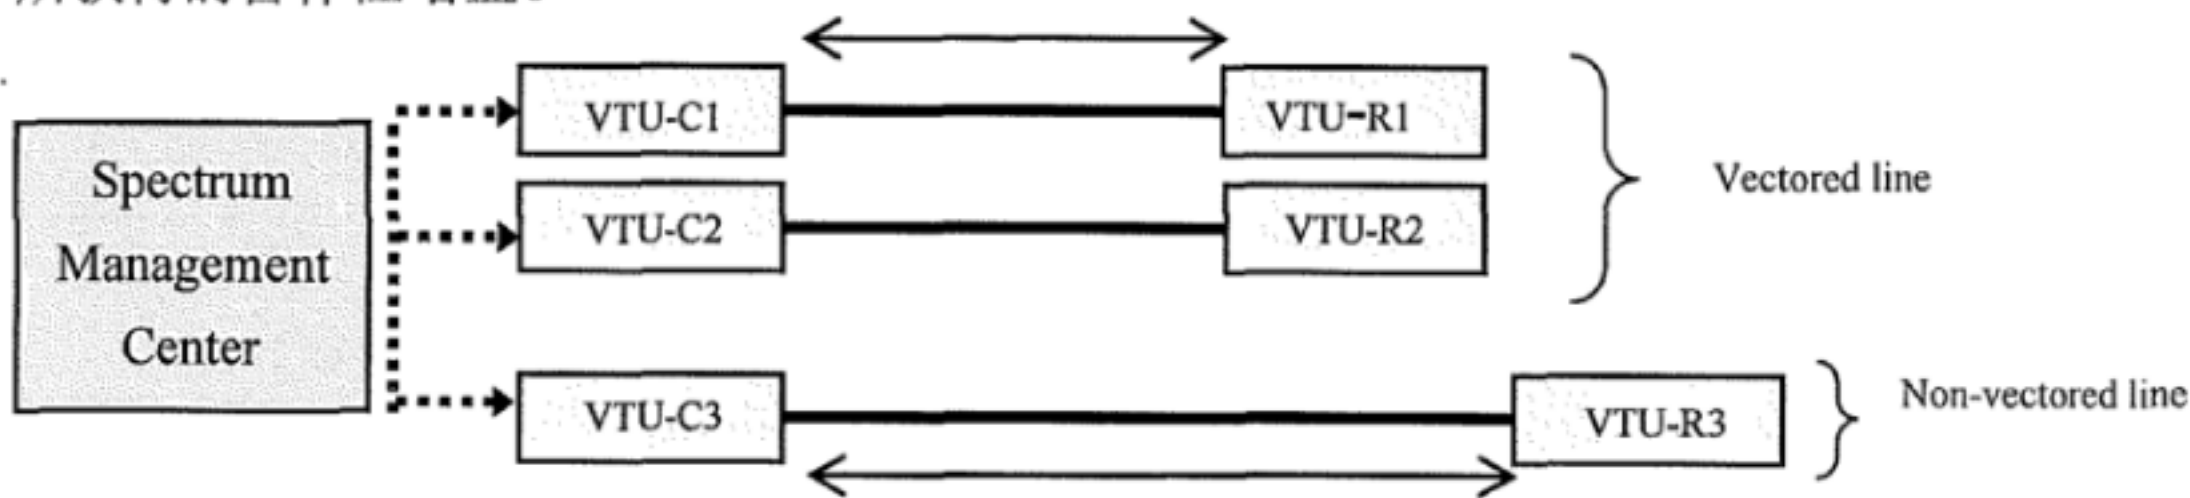 Spectrum
Management
Center
VTU-C1
VTU-R1
VTU-C2
VTU-R2
Vectored line
VTU-C3
VTU-R3
Non-vectored line